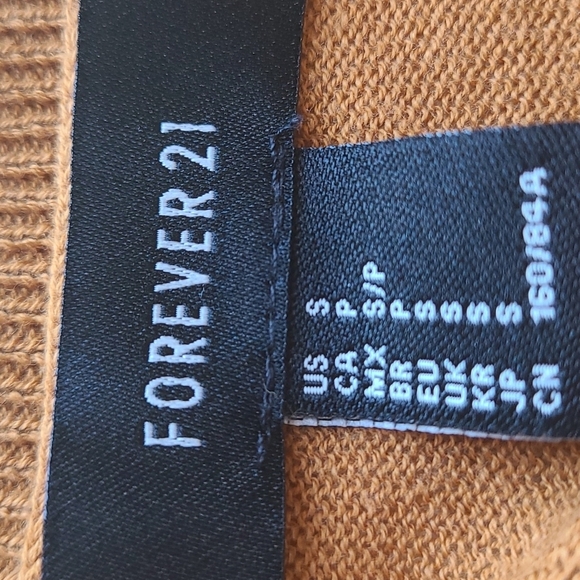 FOREVER 21
US S
CA P
MX S/P
BR P
EU S
UK S
KR S
JP S
CN 160/84A